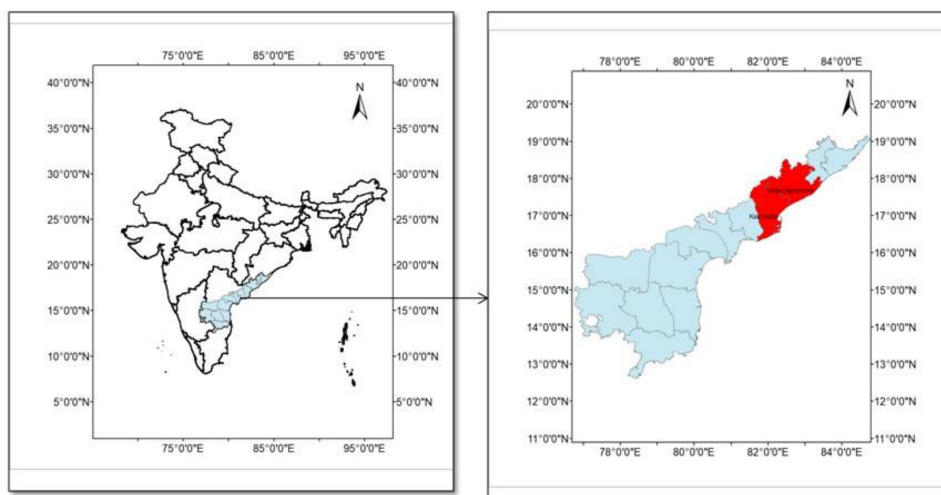 75°0'0"E 85°0'0"E 95°0'0"E
N
40°0'0"N 40°0'0"N
35°0'0"N 35°0'0"N
30°0'0"N 30°0'0"N
25°0'0"N 25°0'0"N
20°0'0"N 20°0'0"N
15°0'0"N 15°0'0"N
10°0'0"N 10°0'0"N
5°0'0"N 5°0'0"N
75°0'0"E 85°0'0"E 95°0'0"E
78°0'0"E 80°0'0"E 82°0'0"E 84°0'0"E
N
20°0'0"N 20°0'0"N
19°0'0"N 19°0'0"N
18°0'0"N 18°0'0"N
17°0'0"N 17°0'0"N
16°0'0"N 16°0'0"N
15°0'0"N 15°0'0"N
14°0'0"N 14°0'0"N
13°0'0"N 13°0'0"N
12°0'0"N 12°0'0"N
11°0'0"N 11°0'0"N
78°0'0"E 80°0'0"E 82°0'0"E 84°0'0"E